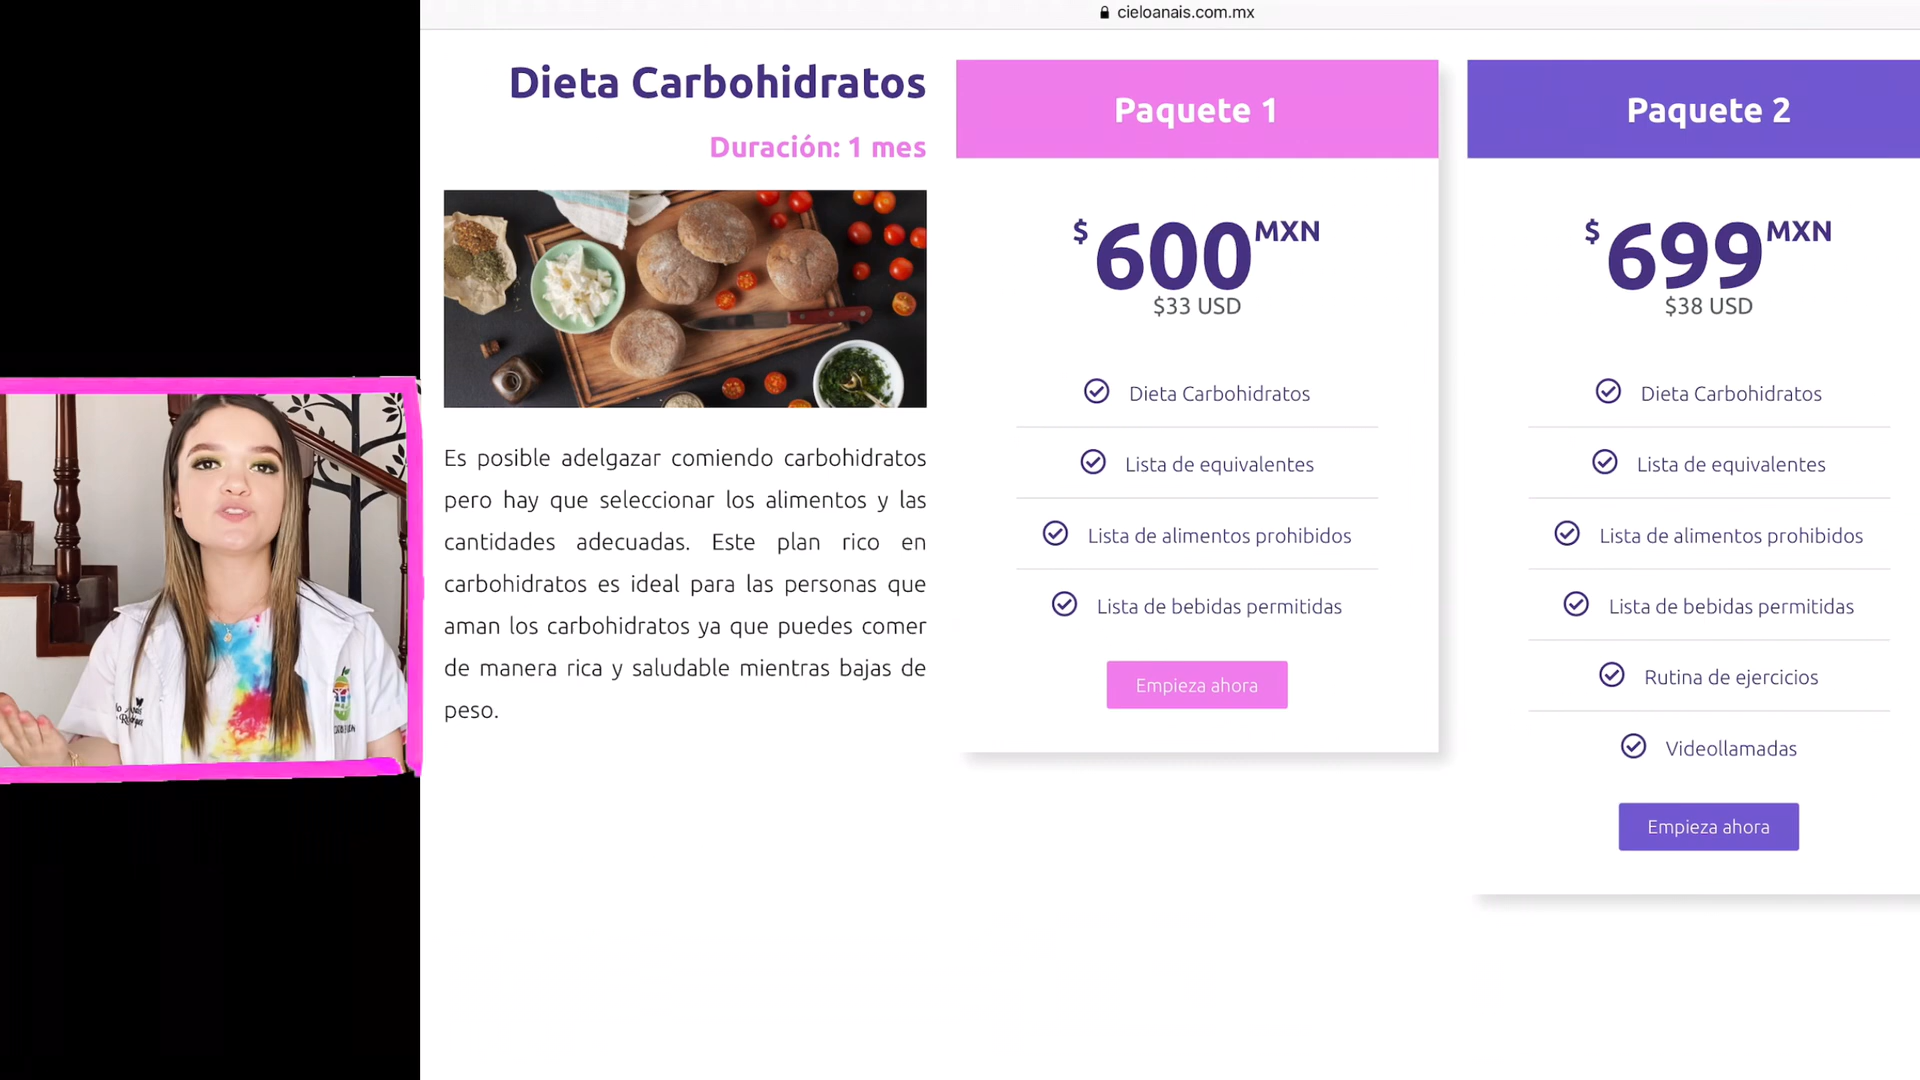 cieloanais.com.mx
Dieta Carbohidratos
Duración: 1 mes
Es posible adelgazar comiendo carbohidratos
pero hay que seleccionar los alimentos y las
cantidades adecuadas. Este plan rico en
carbohidratos es ideal para las personas que
aman los carbohidratos ya que puedes comer
de manera rica y saludable mientras bajas de
peso.
Paquete 1
$600 MXN
$33 USD
Dieta Carbohidratos
Lista de equivalentes
Lista de alimentos prohibidos
Lista de bebidas permitidas
Empieza ahora
Paquete 2
$699 MXN
$38 USD
Dieta Carbohidratos
Lista de equivalentes
Lista de alimentos prohibidos
Lista de bebidas permitidas
Rutina de ejercicios
Videollamadas
Empieza ahora